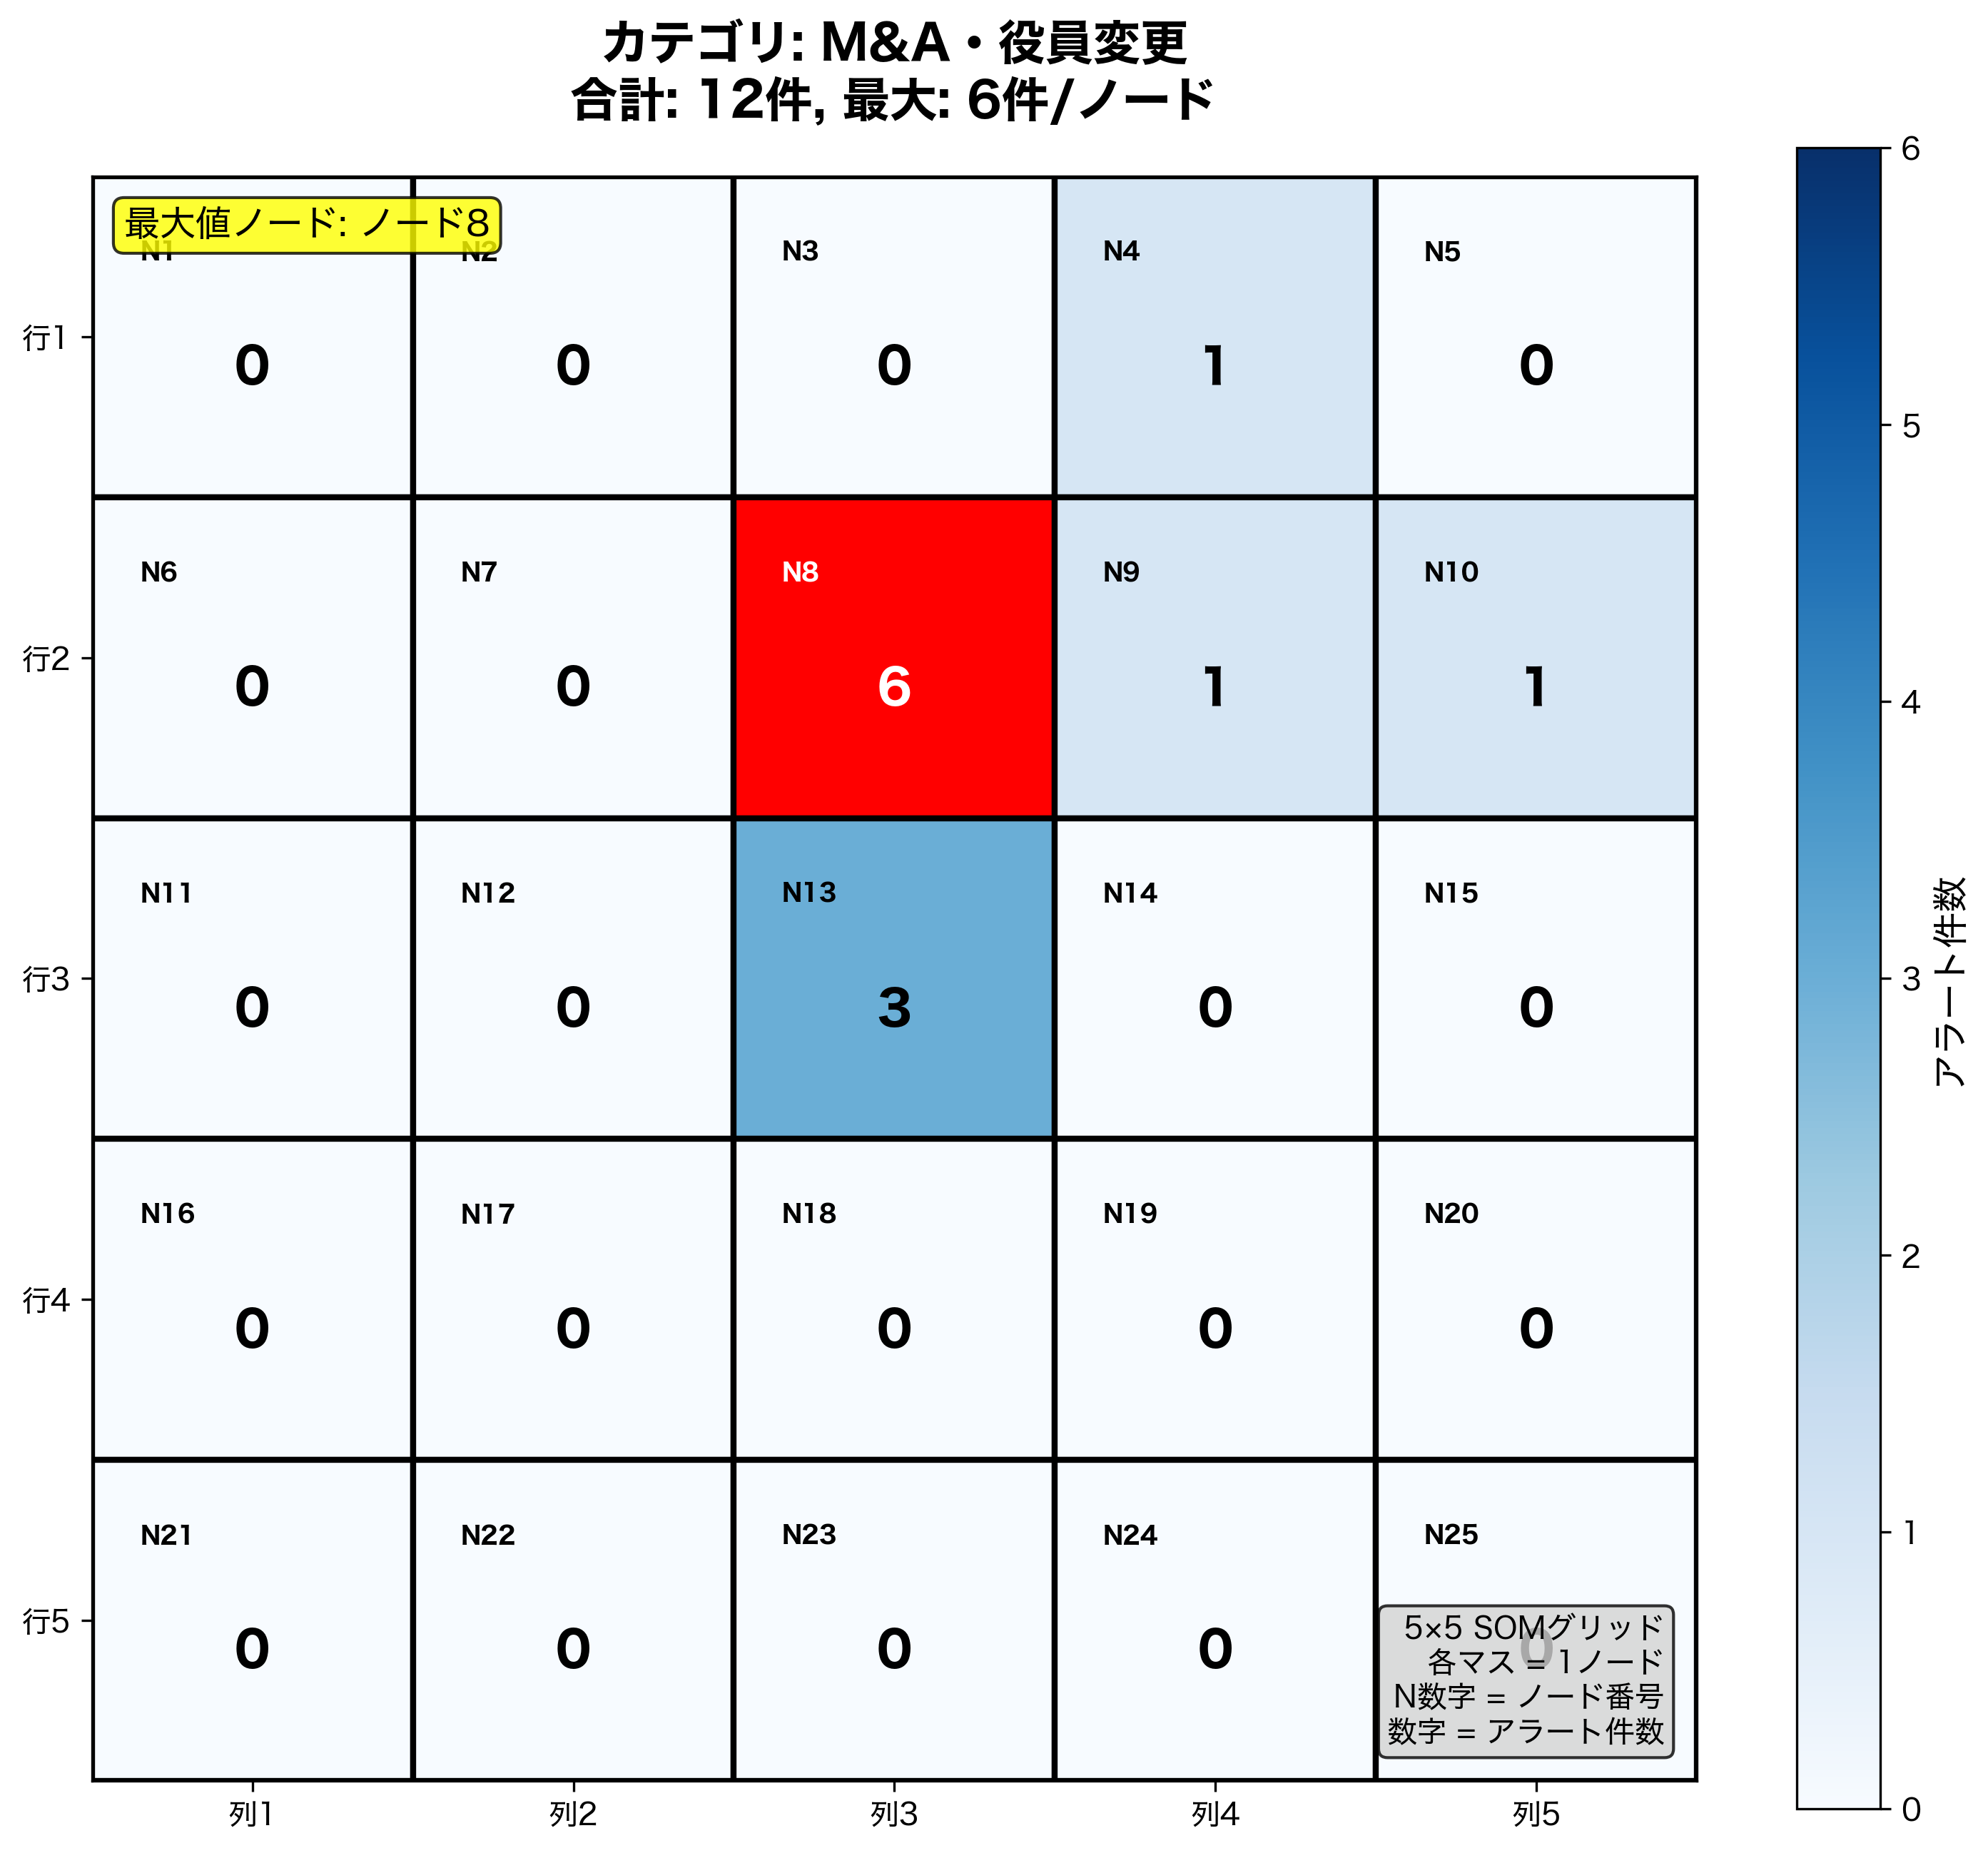 カテゴリ: M&A・役員変更
合計: 12件, 最大: 6件/ノード
最大値ノード: ノード8
N1
N2
N3
N4
N5
行1
0
0
0
1
0
N6
N7
N8
N9
N10
行2
0
0
6
1
1
N11
N12
N13
N14
N15
行3
0
0
3
0
0
N16
N17
N18
N19
N20
行4
0
0
0
0
0
N21
N22
N23
N24
N25
行5
0
0
0
0
0
5×5 SOMグリッド
各マス = 1ノード
N数字 = ノード番号
数字 = アラート件数
列1
列2
列3
列4
列5
6
5
4
3
2
1
0
アラート件数